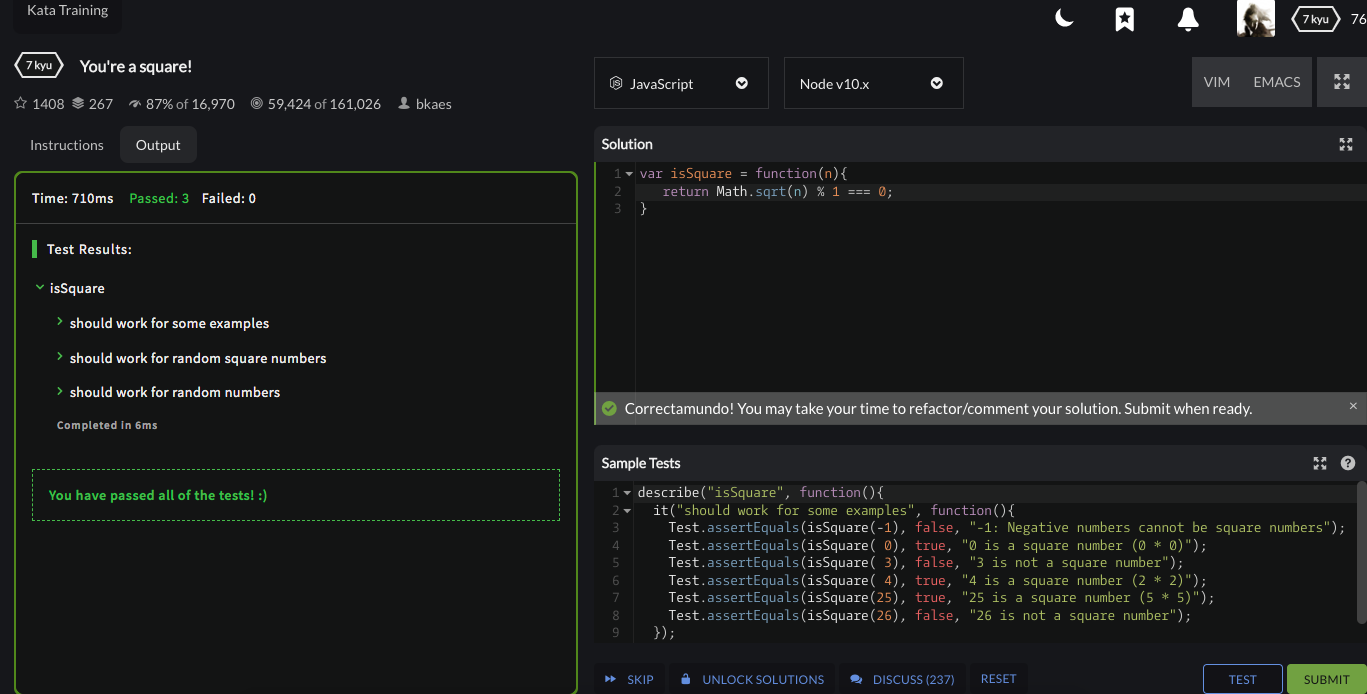 Kata Training
7 kyu
76
7 kyu You're a square!
1408 267 87% of 16,970 59,424 of 161,026 bkaes
Instructions
Output
Time: 710ms Passed: 3 Failed: 0
Test Results:
isSquare
should work for some examples
should work for random square numbers
should work for random numbers
Completed in 6ms
You have passed all of the tests! :)
JavaScript
Node v10.x
VIM
EMACS
Solution
1 var isSquare = function(n){
2 return Math.sqrt(n) % 1 === 0;
3 }
Correctamundo! You may take your time to refactor/comment your solution. Submit when ready.
Sample Tests
1 describe("isSquare", function(){
2 it("should work for some examples", function(){
3 Test.assertEquals(isSquare(-1), false, "-1: Negative numbers cannot be square numbers");
4 Test.assertEquals(isSquare( 0), true, "0 is a square number (0 * 0)");
5 Test.assertEquals(isSquare( 3), false, "3 is not a square number");
6 Test.assertEquals(isSquare( 4), true, "4 is a square number (2 * 2)");
7 Test.assertEquals(isSquare(25), true, "25 is a square number (5 * 5)");
8 Test.assertEquals(isSquare(26), false, "26 is not a square number");
9 });
SKIP
UNLOCK SOLUTIONS
DISCUSS (237)
RESET
TEST
SUBMIT